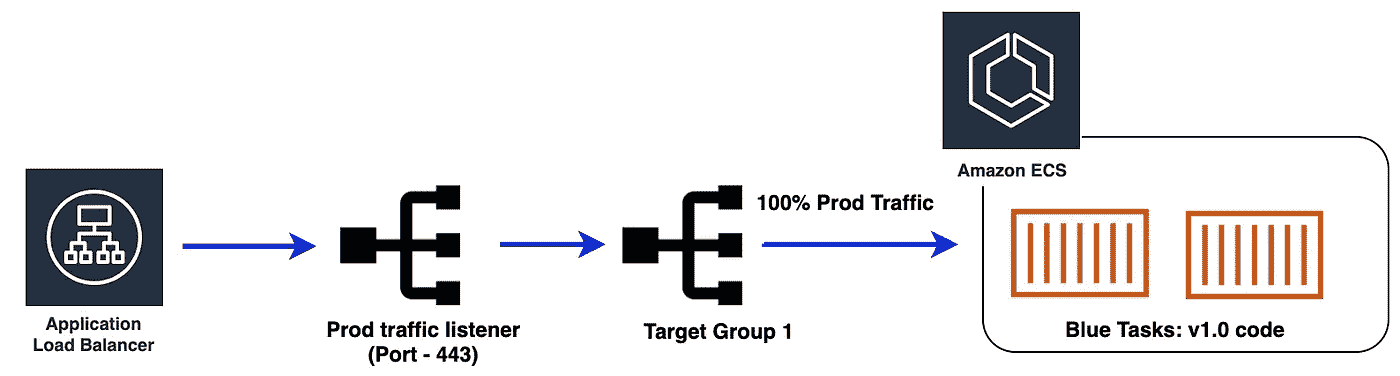 Application
Load Balancer
Prod traffic listener
(Port - 443)
Target Group 1
100% Prod Traffic
Amazon ECS
Blue Tasks: v1.0 code